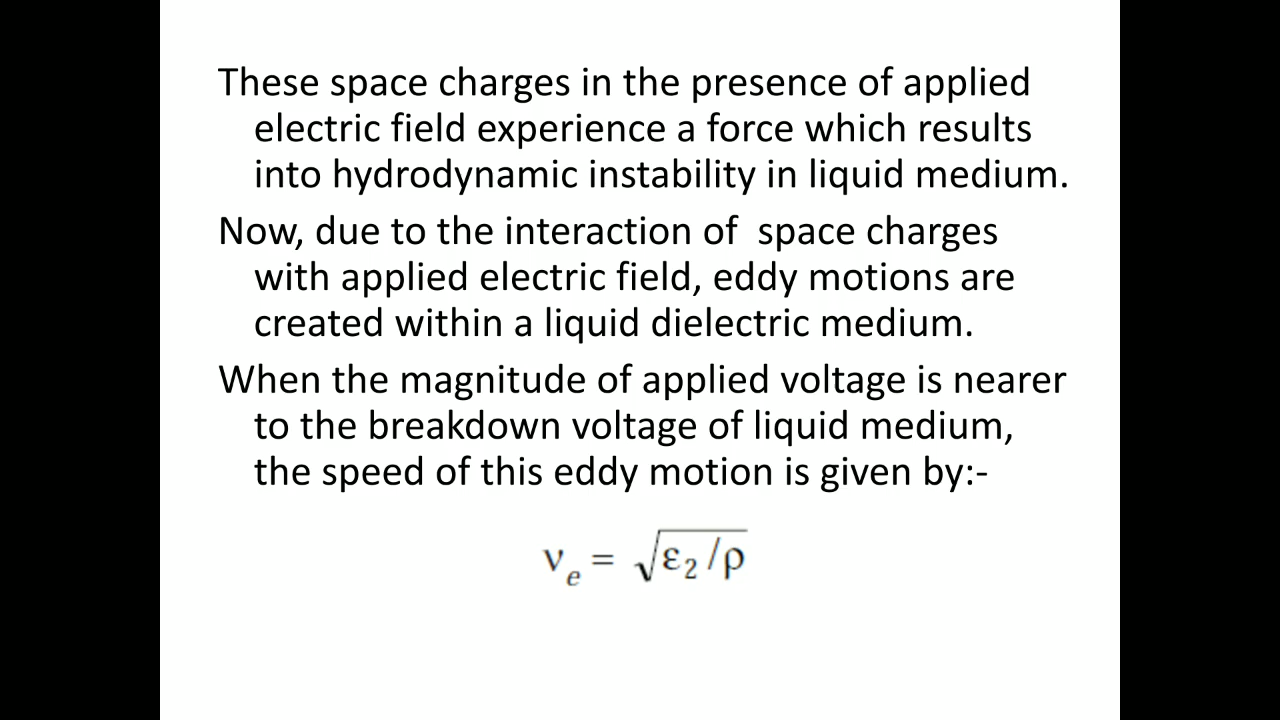 These space charges in the presence of applied
electric field experience a force which results
into hydrodynamic instability in liquid medium.
Now, due to the interaction of  space charges
with applied electric field, eddy motions are
created within a liquid dielectric medium.
When the magnitude of applied voltage is nearer
to the breakdown voltage of liquid medium,
the speed of this eddy motion is given by:-
νₑ = √ε₂/ρ